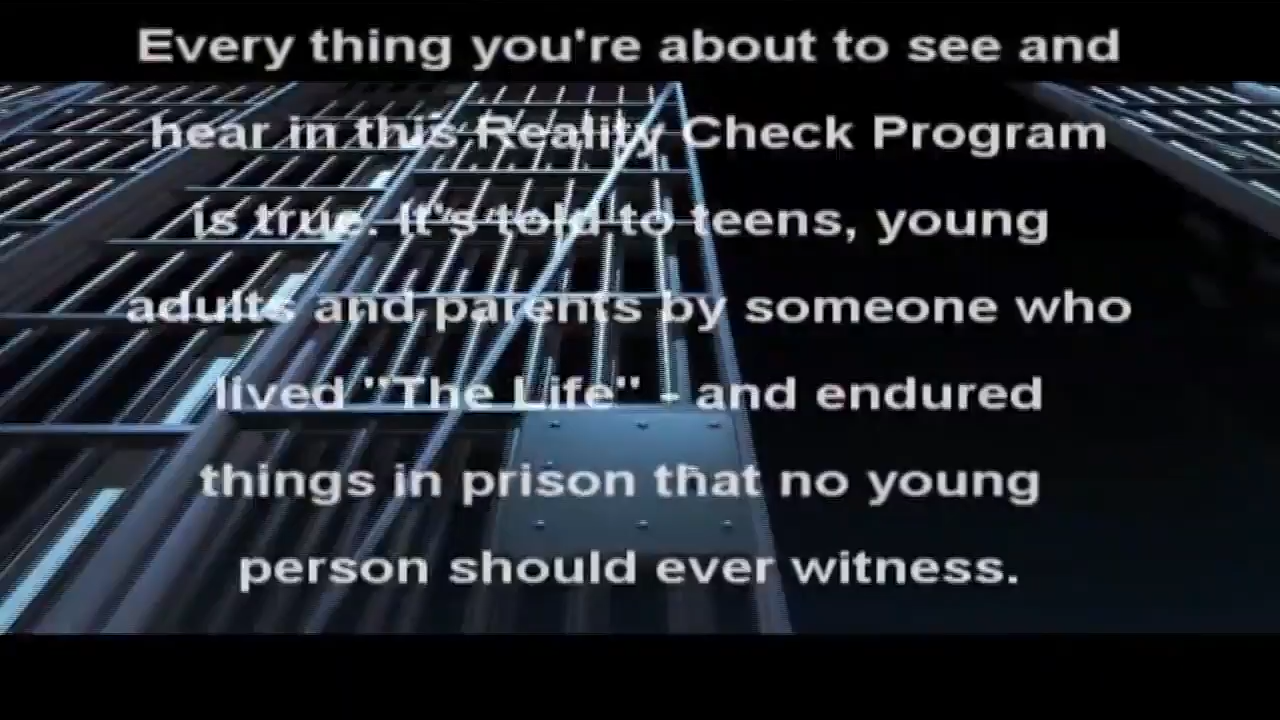 Every thing you're about to see and
hear in this Reality Check Program
is true. It's told to teens, young
adults and parents by someone who
lived "The Life" - and endured
things in prison that no young
person should ever witness.